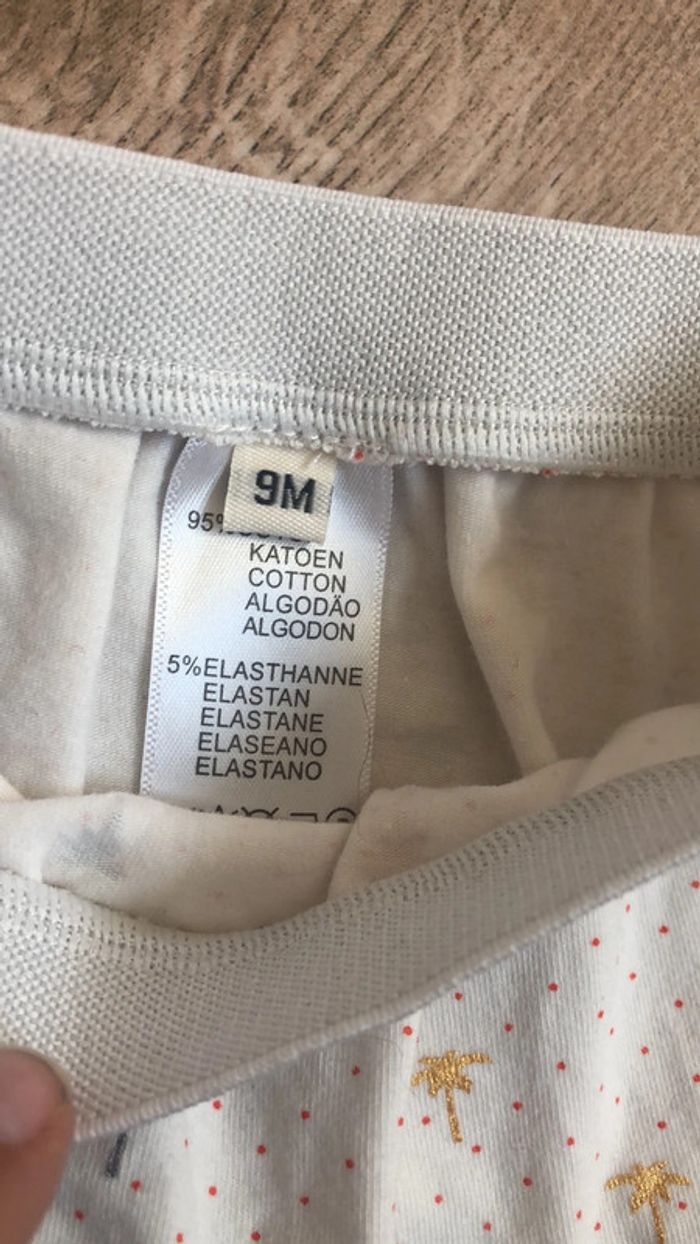 9M
95%
KATOEN
COTTON
ALGODÃO
ALGODON
5%ELASTHANNE
ELASTAN
ELASTANE
ELASEANO
ELASTANO